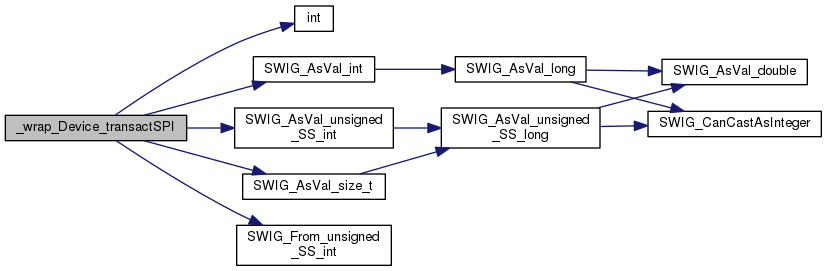 _wrap_Device_transactSPI
int
SWIG_AsVal_int
SWIG_AsVal_unsigned
_SS_int
SWIG_AsVal_size_t
SWIG_From_unsigned
_SS_int
SWIG_AsVal_long
SWIG_AsVal_unsigned
_SS_long
SWIG_AsVal_double
SWIG_CanCastAsInteger